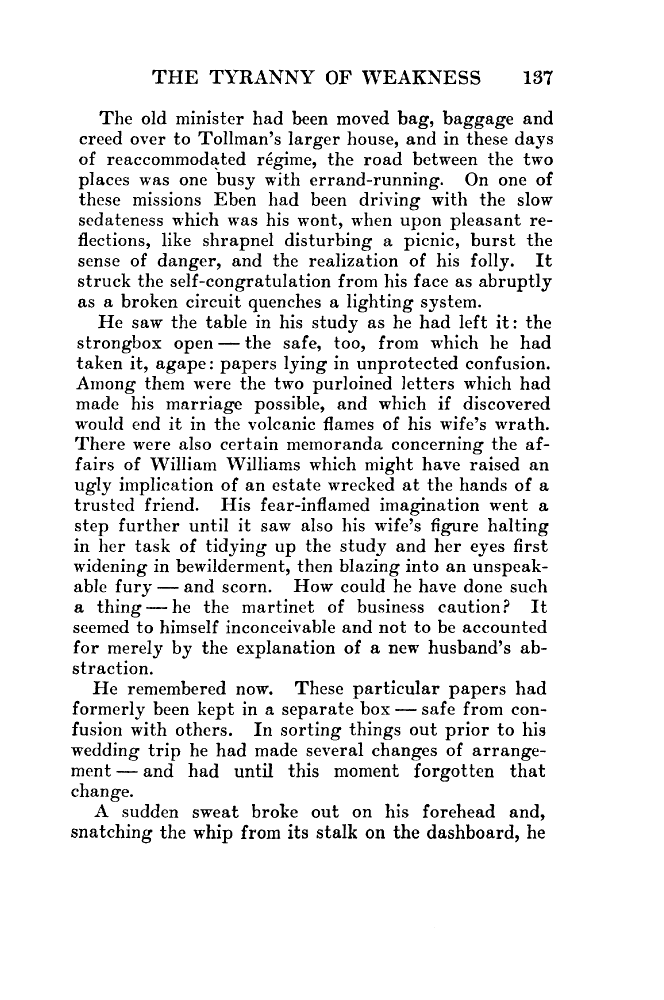 THE TYRANNY OF WEAKNESS 137
The old minister had been moved bag, baggage and
creed over to Tollman's larger house, and in these days
of reaccommodated régime, the road between the two
places was one busy with errand-running. On one of
these missions Eben had been driving with the slow
sedateness which was his wont, when upon pleasant re-
flections, like shrapnel disturbing a picnic, burst the
sense of danger, and the realization of his folly. It
struck the self-congratulation from his face as abruptly
as a broken circuit quenches a lighting system.
He saw the table in his study as he had left it: the
strongbox open — the safe, too, from which he had
taken it, agape: papers lying in unprotected confusion.
Among them were the two purloined letters which had
made his marriage possible, and which if discovered
would end it in the volcanic flames of his wife's wrath.
There were also certain memoranda concerning the af-
fairs of William Williams which might have raised an
ugly implication of an estate wrecked at the hands of a
trusted friend. His fear-inflamed imagination went a
step further until it saw also his wife's figure halting
in her task of tidying up the study and her eyes first
widening in bewilderment, then blazing into an unspeak-
able fury — and scorn. How could he have done such
a thing — he the martinet of business caution? It
seemed to himself inconceivable and not to be accounted
for merely by the explanation of a new husband's ab-
straction.
He remembered now. These particular papers had
formerly been kept in a separate box — safe from con-
fusion with others. In sorting things out prior to his
wedding trip he had made several changes of arrange-
ment — and had until this moment forgotten that
change.
A sudden sweat broke out on his forehead and,
snatching the whip from its stalk on the dashboard, he